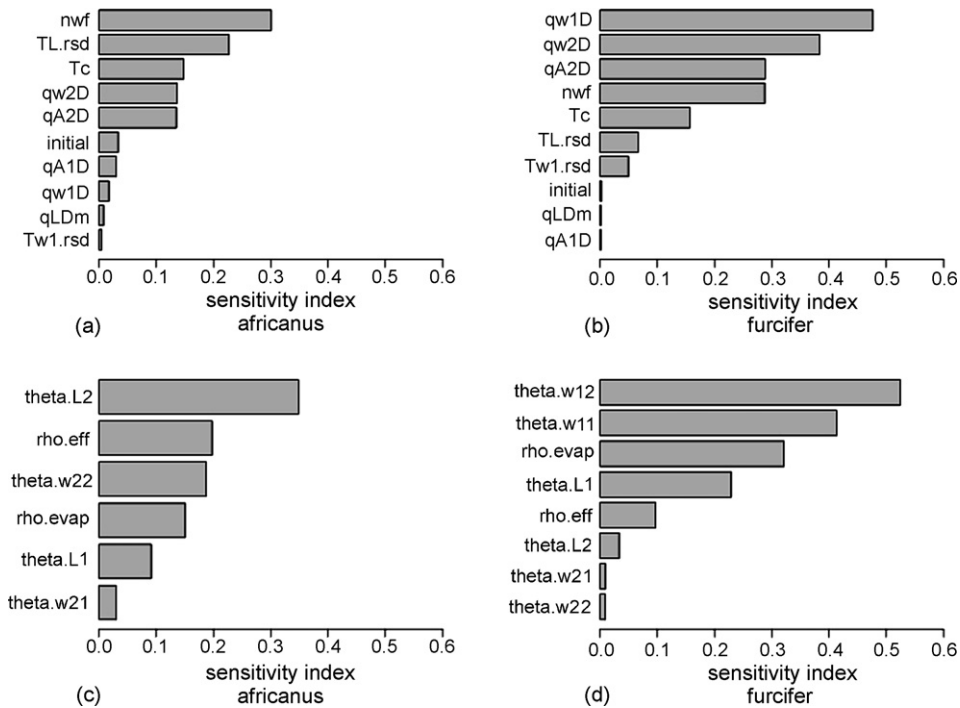 nwf
TL.rsd
Tc
qw2D
qA2D
initial
qA1D
qw1D
qLDm
Tw1.rsd
0.0 0.1 0.2 0.3 0.4 0.5 0.6
sensitivity index
africanus
(a)
qw1D
qw2D
qA2D
nwf
Tc
TL.rsd
Tw1.rsd
initial
qLDm
qA1D
0.0 0.1 0.2 0.3 0.4 0.5 0.6
sensitivity index
furcifer
(b)
theta.L2
rho.eff
theta.w22
rho.evap
theta.L1
theta.w21
0.0 0.1 0.2 0.3 0.4 0.5 0.6
sensitivity index
africanus
(c)
theta.w12
theta.w11
rho.evap
theta.L1
rho.eff
theta.L2
theta.w21
theta.w22
0.0 0.1 0.2 0.3 0.4 0.5 0.6
sensitivity index
furcifer
(d)